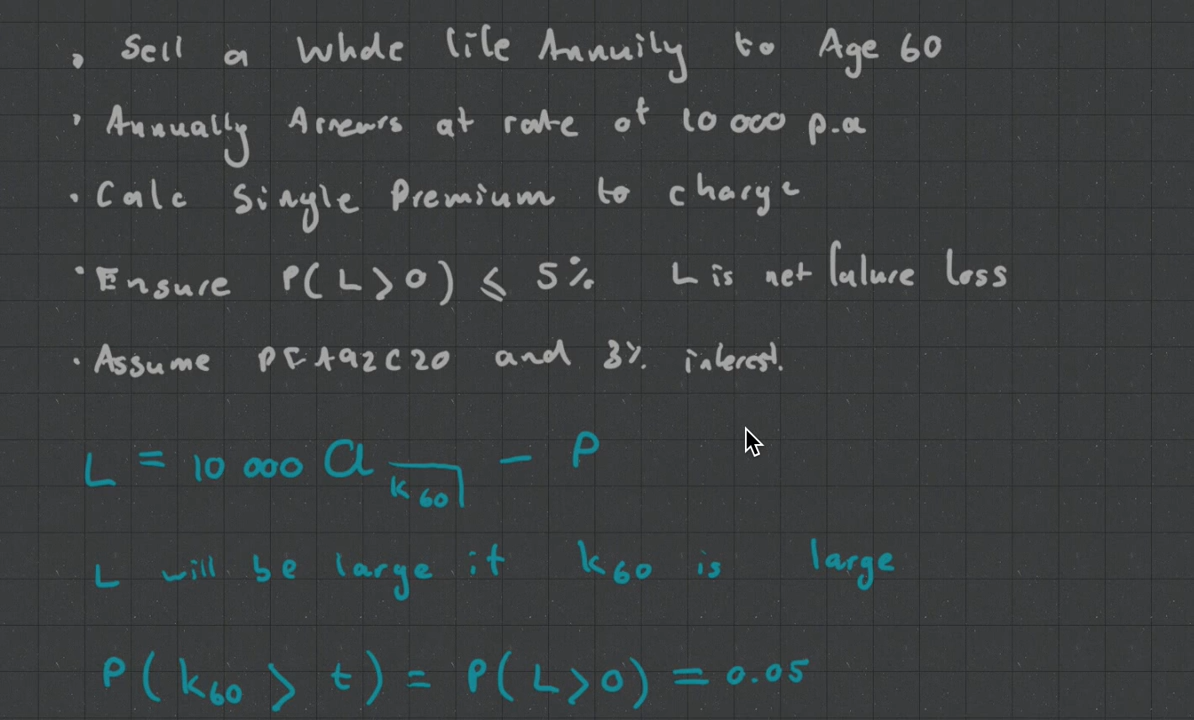 · Sell a Whole life Annuity to Age 60
· Annually Arrears at rate of 10 000 p.a
· Calc Single Premium to charge
· Ensure P(L>0) ≤ 5% L is net future loss
· Assume PFA92C20 and 3% interest.
L = 10 000 a K60 - P
L will be large if K60 is large
P(K60 > t) = P(L>0) = 0.05